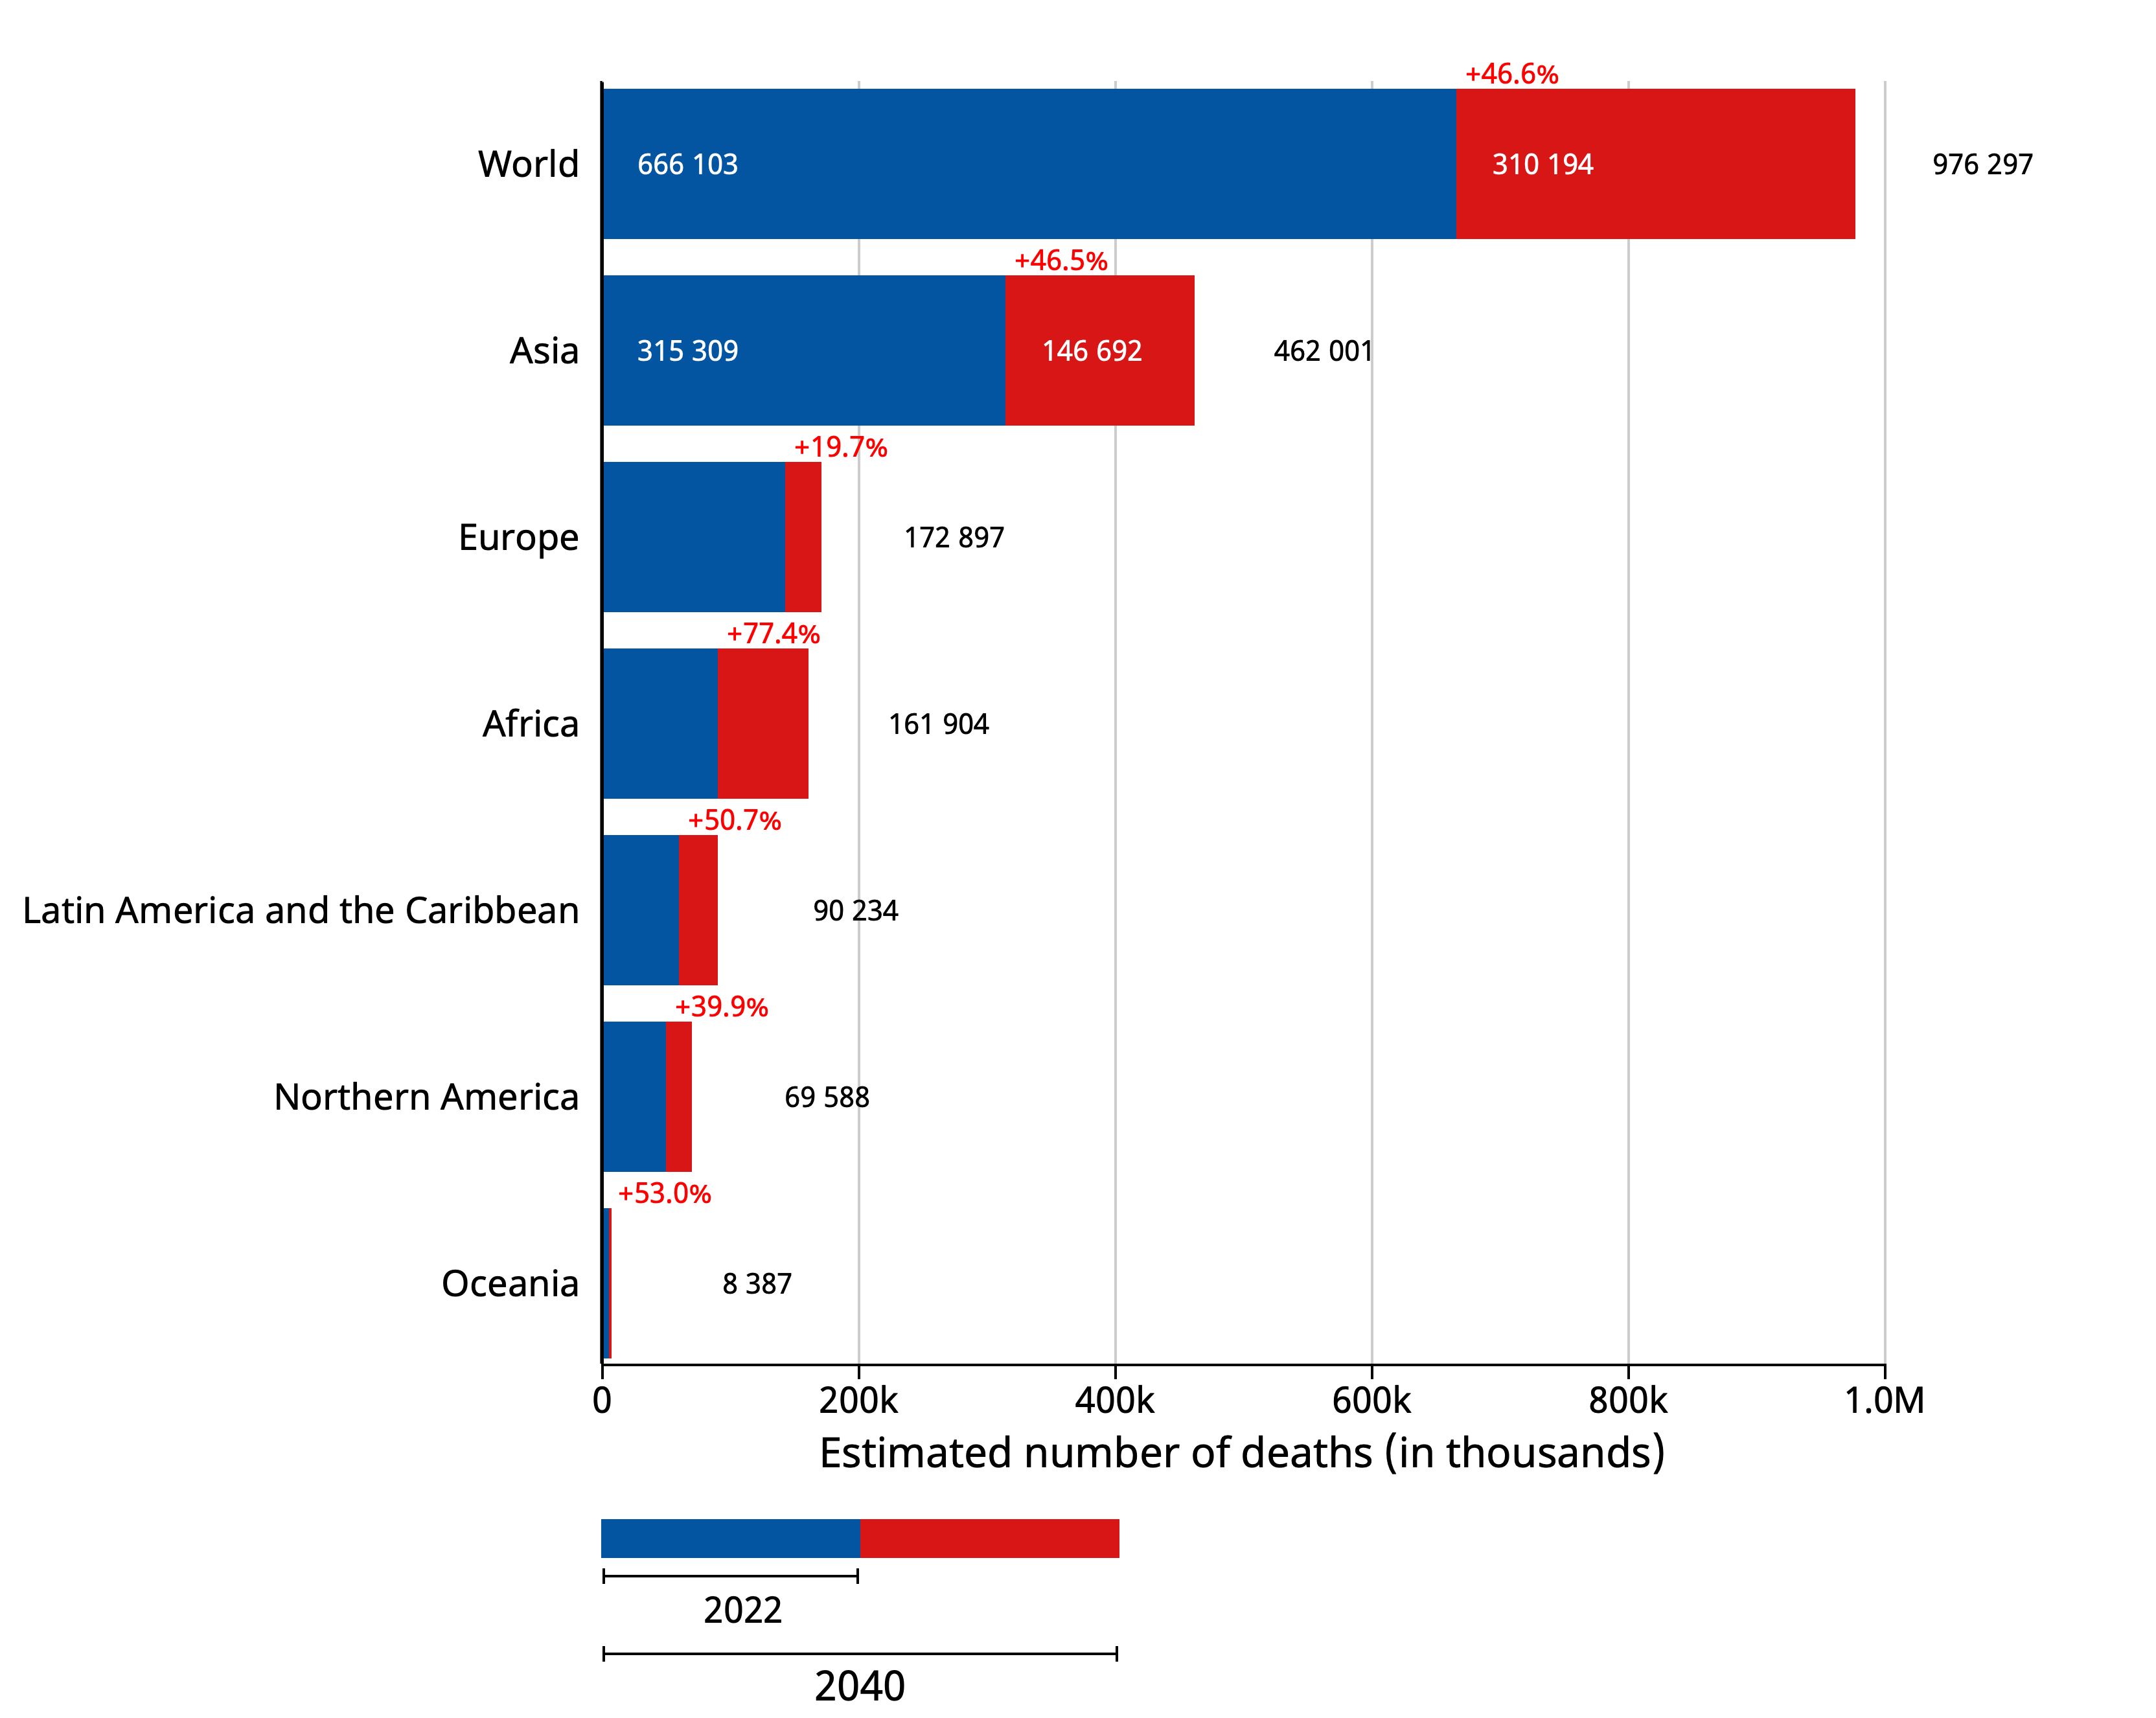 +46.6%
World
666 103
310 194
976 297
+46.5%
Asia
315 309
146 692
462 001
+19.7%
Europe
172 897
+77.4%
Africa
161 904
+50.7%
Latin America and the Caribbean
90 234
+39.9%
Northern America
69 588
+53.0%
Oceania
8 387
0 200k 400k 600k 800k 1.0M
Estimated number of deaths (in thousands)
2022
2040